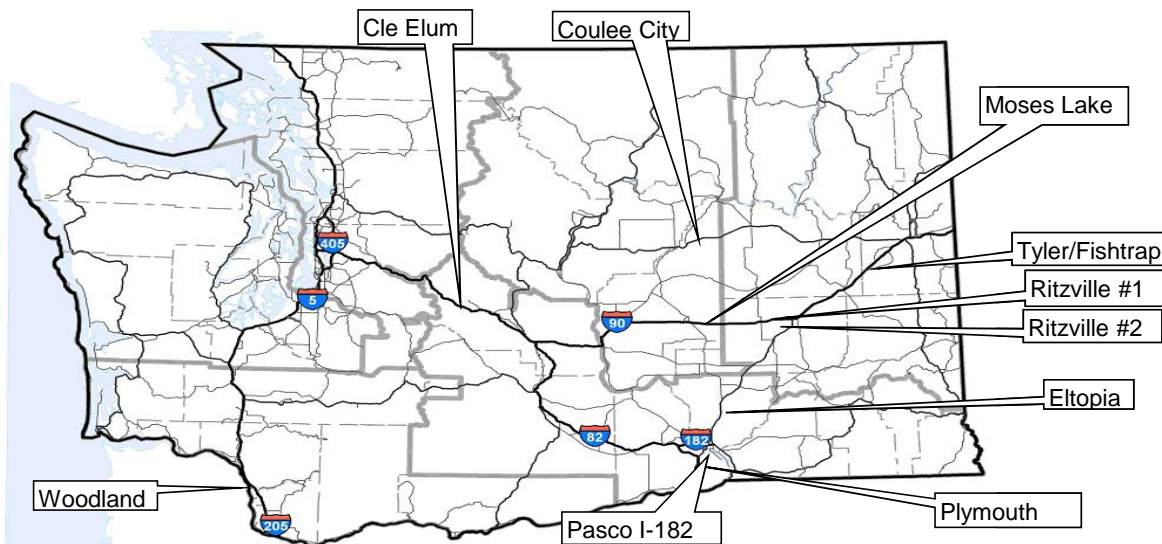 Cle Elum
Coulee City
Moses Lake
405
Tyler/Fishtrap
5
Ritzville #1
90
Ritzville #2
Eltopia
82
182
Woodland
205
Pasco I-182
Plymouth